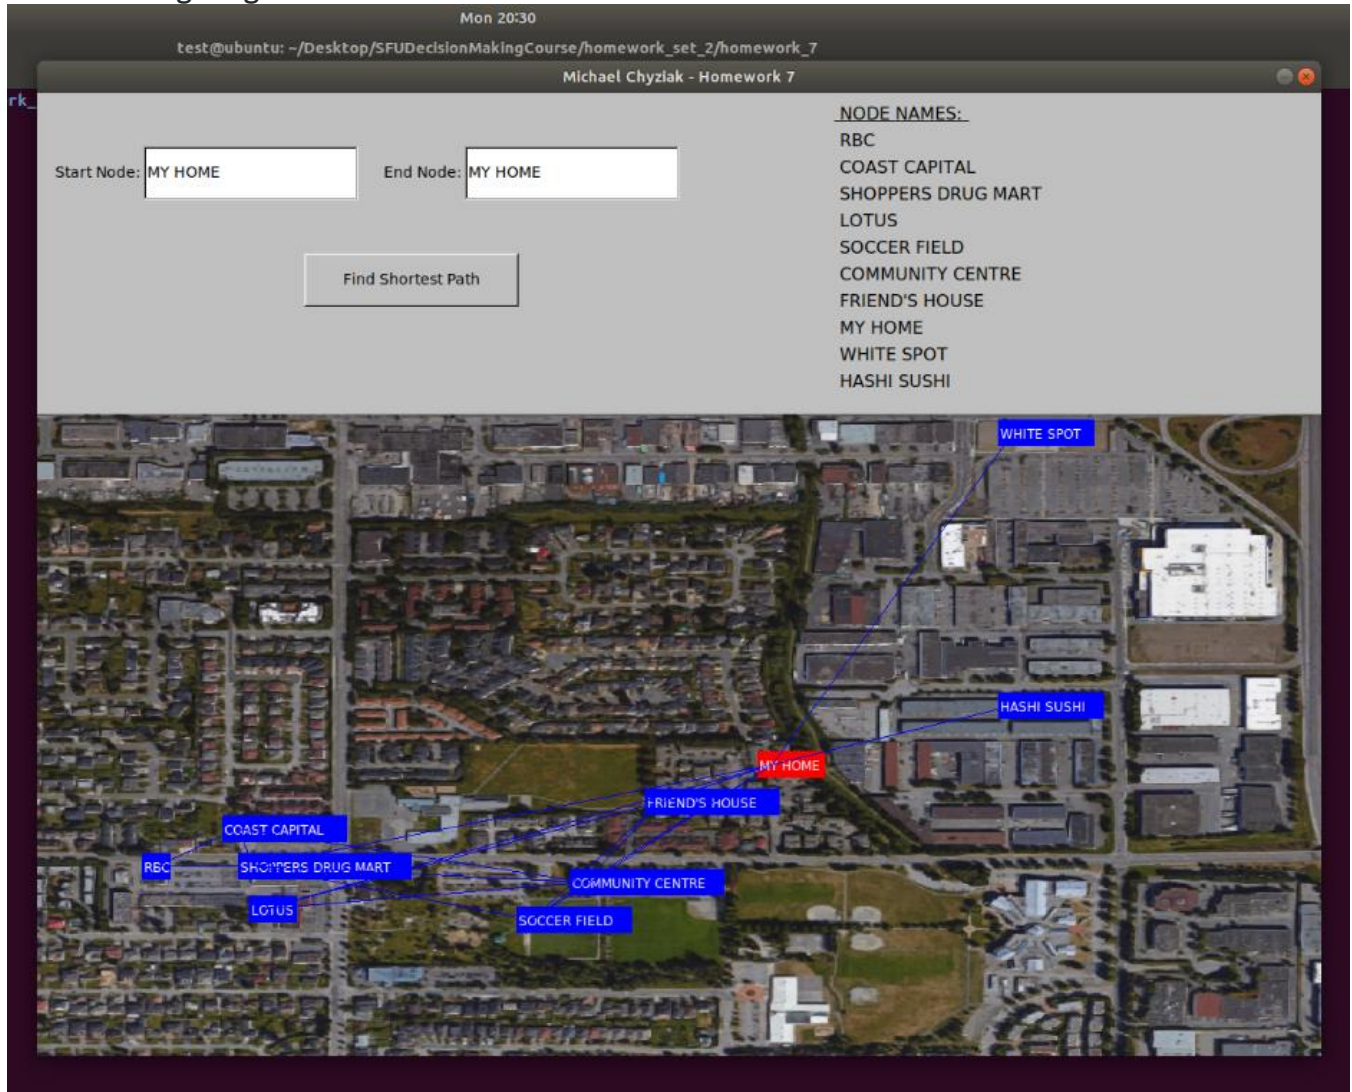 Mon 20:30
test@ubuntu: ~/Desktop/SFUDecisionMakingCourse/homework_set_2/homework_7
Michael Chyziak - Homework 7
rk_
Start Node: MY HOME End Node: MY HOME
Find Shortest Path
NODE NAMES:
RBC
COAST CAPITAL
SHOPPERS DRUG MART
LOTUS
SOCCER FIELD
COMMUNITY CENTRE
FRIEND'S HOUSE
MY HOME
WHITE SPOT
HASHI SUSHI
WHITE SPOT
HASHI SUSHI
MY HOME
FRIEND'S HOUSE
COAST CAPITAL
RBC
SHOPPERS DRUG MART
COMMUNITY CENTRE
LOTUS
SOCCER FIELD